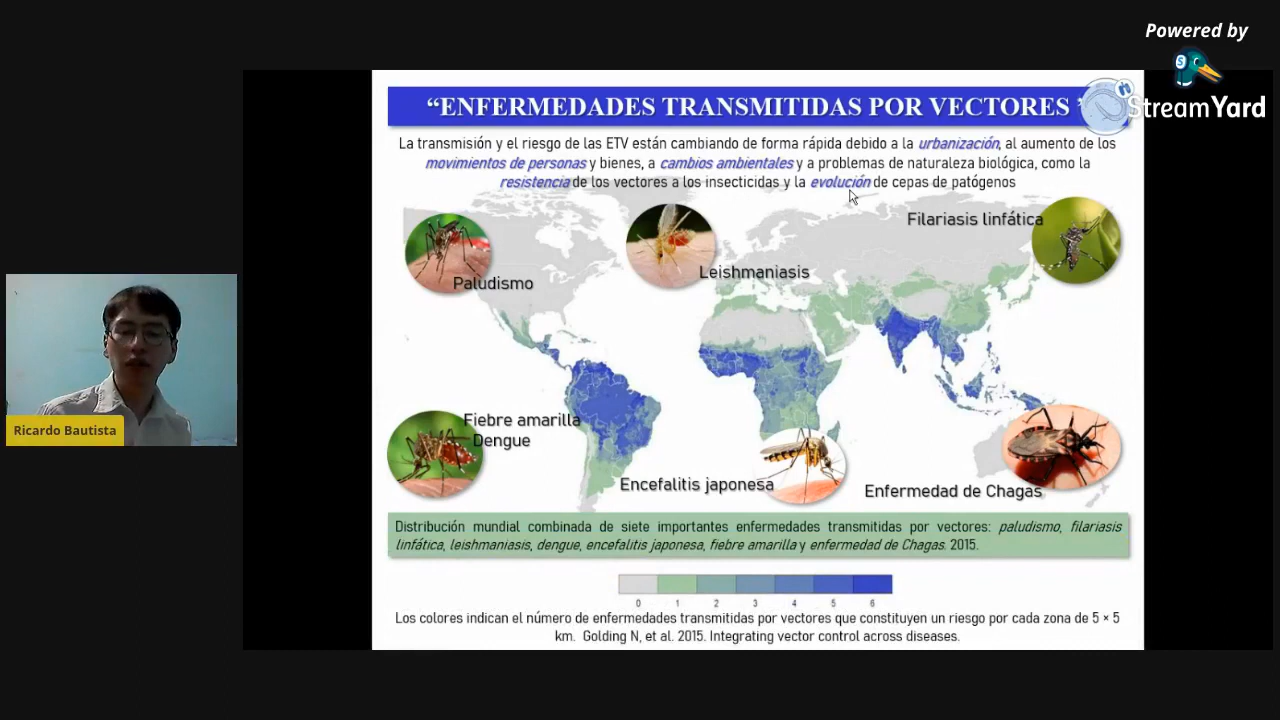 Powered by
StreamYard
“ENFERMEDADES TRANSMITIDAS POR VECTORES ”
La transmisión y el riesgo de las ETV están cambiando de forma rápida debido a la urbanización, al aumento de los
movimientos de personas y bienes, a cambios ambientales y a problemas de naturaleza biológica, como la
resistencia de los vectores a los insecticidas y la evolución de cepas de patógenos
Filariasis linfática
Leishmaniasis
Paludismo
Fiebre amarilla
Dengue
Encefalitis japonesa
Enfermedad de Chagas
Ricardo Bautista
Distribución mundial combinada de siete importantes enfermedades transmitidas por vectores: paludismo, filariasis
linfática, leishmaniasis, dengue, encefalitis japonesa, fiebre amarilla y enfermedad de Chagas. 2015.
0 1 2 3 4 5 6
Los colores indican el número de enfermedades transmitidas por vectores que constituyen un riesgo por cada zona de 5 × 5
km. Golding N, et al. 2015. Integrating vector control across diseases.